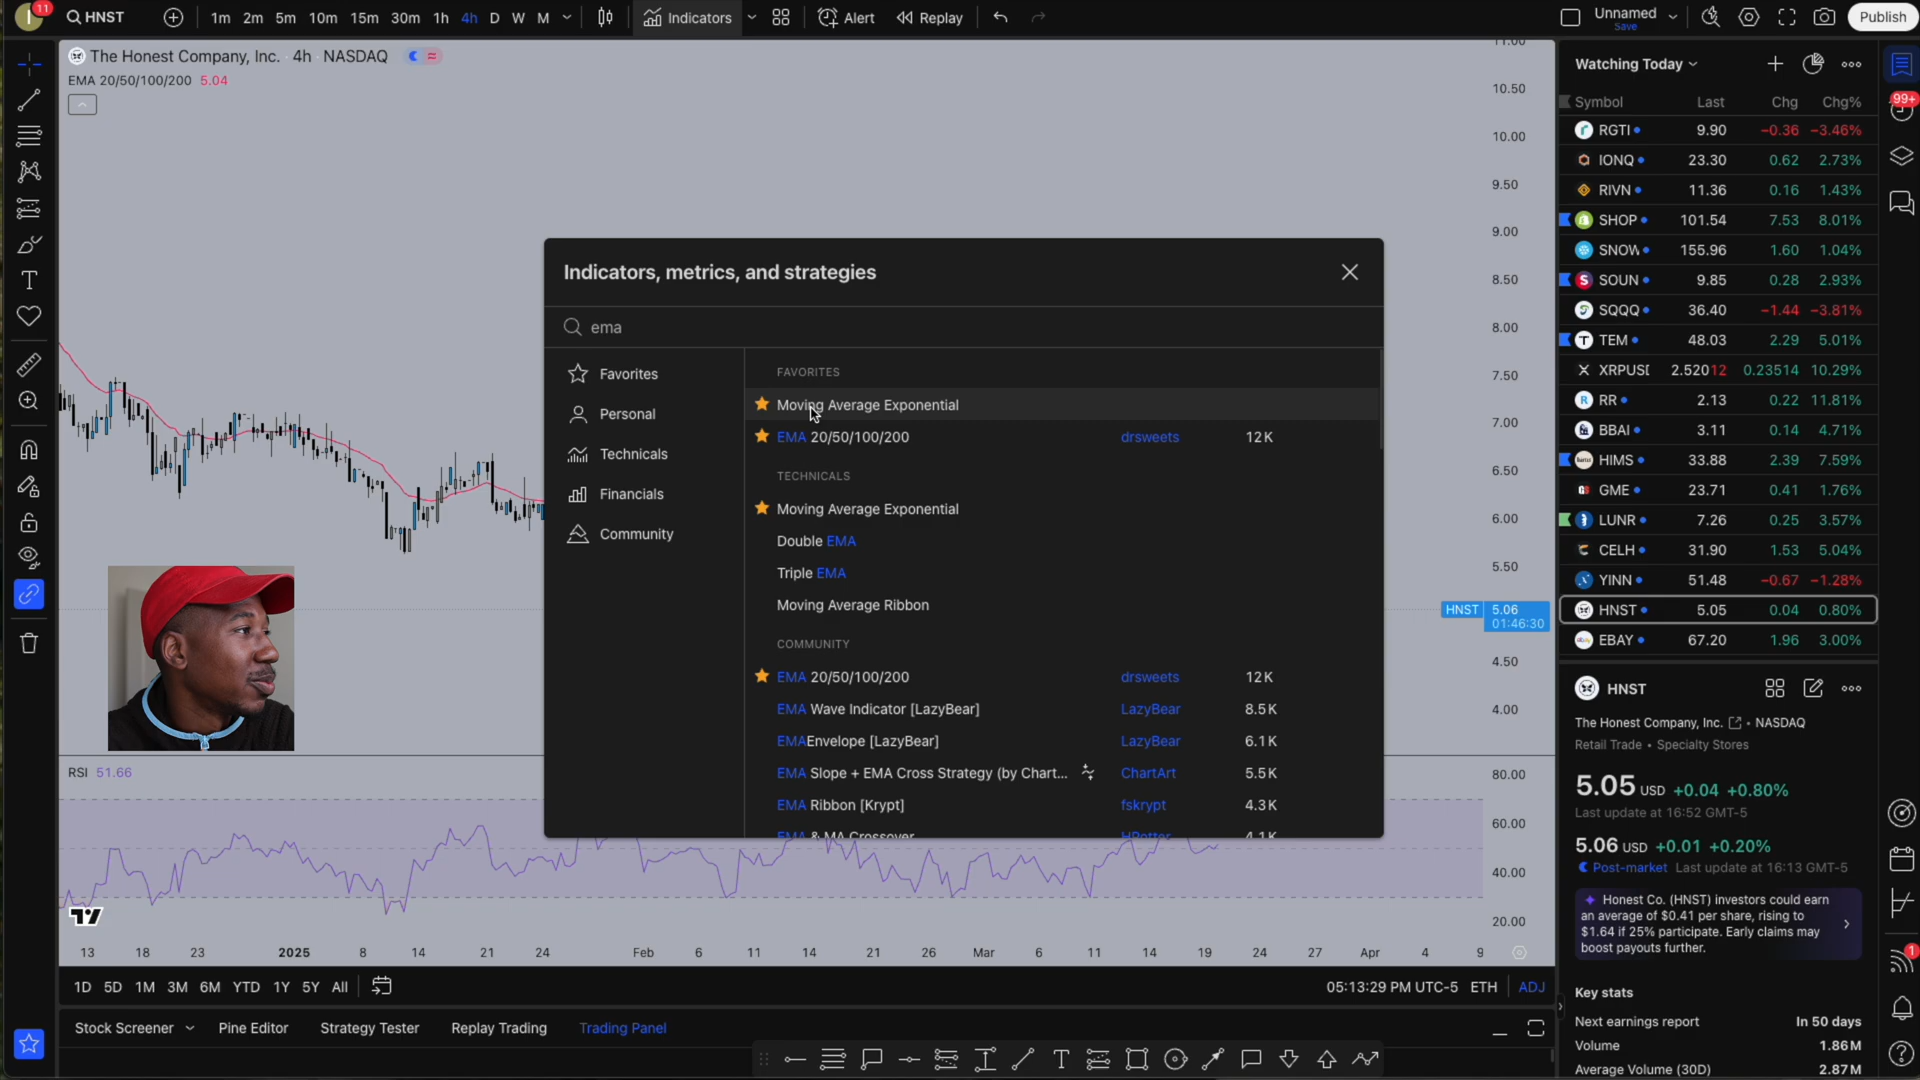 11
HNST
1m 2m 5m 10m 15m 30m 1h 4h D W M
Indicators
Alert
Replay
Unnamed
Save
Publish
The Honest Company, Inc. 4h NASDAQ
EMA 20/50/100/200 5.04
11.00
10.50
10.00
9.50
9.00
8.50
8.00
7.50
7.00
6.50
6.00
5.50
HNST 5.06
01:46:30
4.50
4.00
Indicators, metrics, and strategies
ema
Favorites
Personal
Technicals
Financials
Community
FAVORITES
Moving Average Exponential
EMA 20/50/100/200 drsweets 12K
TECHNICALS
Moving Average Exponential
Double EMA
Triple EMA
Moving Average Ribbon
COMMUNITY
EMA 20/50/100/200 drsweets 12K
EMA Wave Indicator [LazyBear] LazyBear 8.5K
EMAEnvelope [LazyBear] LazyBear 6.1K
EMA Slope + EMA Cross Strategy (by Chart... ChartArt 5.5K
EMA Ribbon [Krypt] fskrypt 4.3K
EMA & MA Crossover HPotter 4.1K
RSI 51.66
80.00
60.00
40.00
20.00
13 18 23 2025 8 14 21 24 Feb 6 11 14 21 26 Mar 6 11 14 19 24 27 Apr 4 9
1D 5D 1M 3M 6M YTD 1Y 5Y All
05:13:29 PM UTC-5 ETH ADJ
Stock Screener Pine Editor Strategy Tester Replay Trading Trading Panel
Watching Today
99+
Symbol Last Chg Chg%
RGTI 9.90 −0.36 −3.46%
IONQ 23.30 0.62 2.73%
RIVN 11.36 0.16 1.43%
SHOP 101.54 7.53 8.01%
SNOW 155.96 1.60 1.04%
SOUN 9.85 0.28 2.93%
SQQQ 36.40 −1.44 −3.81%
TEM 48.03 2.29 5.01%
XRPUSD 2.52012 0.23514 10.29%
RR 2.13 0.22 11.81%
BBAI 3.11 0.14 4.71%
HIMS 33.88 2.39 7.59%
GME 23.71 0.41 1.76%
LUNR 7.26 0.25 3.57%
CELH 31.90 1.53 5.04%
YINN 51.48 −0.67 −1.28%
HNST 5.05 0.04 0.80%
EBAY 67.20 1.96 3.00%
HNST
The Honest Company, Inc. • NASDAQ
Retail Trade • Specialty Stores
5.05 USD +0.04 +0.80%
Last update at 16:52 GMT-5
5.06 USD +0.01 +0.20%
Post-market Last update at 16:13 GMT-5
Honest Co. (HNST) investors could earn
an average of $0.41 per share, rising to
$1.64 if 25% participate. Early claims may
boost payouts further.
1
Key stats
Next earnings report In 50 days
Volume 1.86M
Average Volume (30D) 2.87M